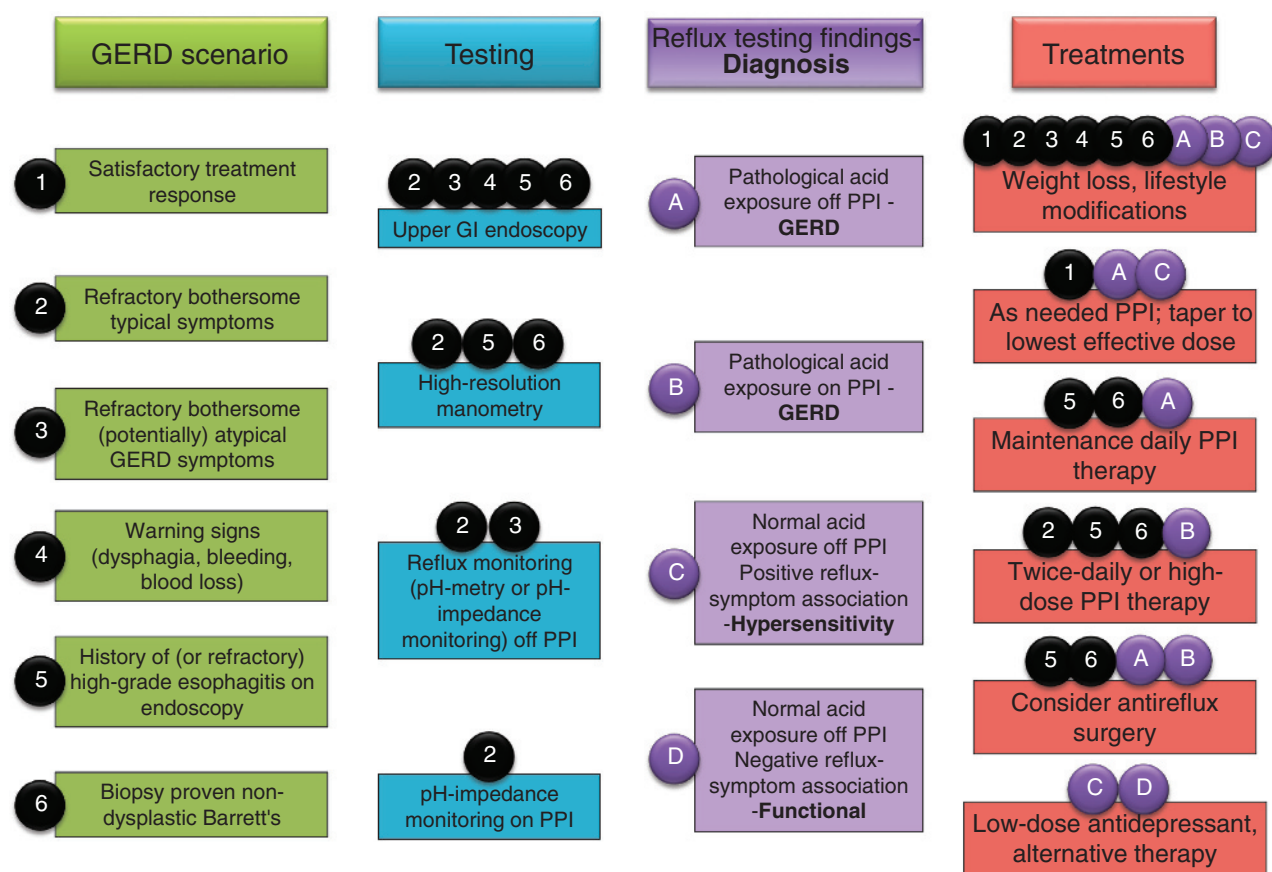 GERD scenario
1
Satisfactory treatment
response
2
Refractory bothersome
typical symptoms
3
Refractory bothersome
(potentially) atypical
GERD symptoms
4
Warning signs
(dysphagia, bleeding,
blood loss)
5
History of (or refractory)
high-grade esophagitis on
endoscopy
6
Biopsy proven non-
dysplastic Barrett's
Testing
2 3 4 5 6
Upper GI endoscopy
2 5 6
High-resolution
manometry
2 3
Reflux monitoring
(pH-metry or pH-
impedance
monitoring) off PPI
2
pH-impedance
monitoring on PPI
Reflux testing findings-
Diagnosis
A
Pathological acid
exposure off PPI -
GERD
B
Pathological acid
exposure on PPI -
GERD
C
Normal acid
exposure off PPI
Positive reflux-
symptom association
-Hypersensitivity
D
Normal acid
exposure off PPI
Negative reflux-
symptom association
-Functional
Treatments
1 2 3 4 5 6 A B C
Weight loss, lifestyle
modifications
1 A C
As needed PPI; taper to
lowest effective dose
5 6 A
Maintenance daily PPI
therapy
2 5 6 B
Twice-daily or high-
dose PPI therapy
5 6 A B
Consider antireflux
surgery
C D
Low-dose antidepressant,
alternative therapy